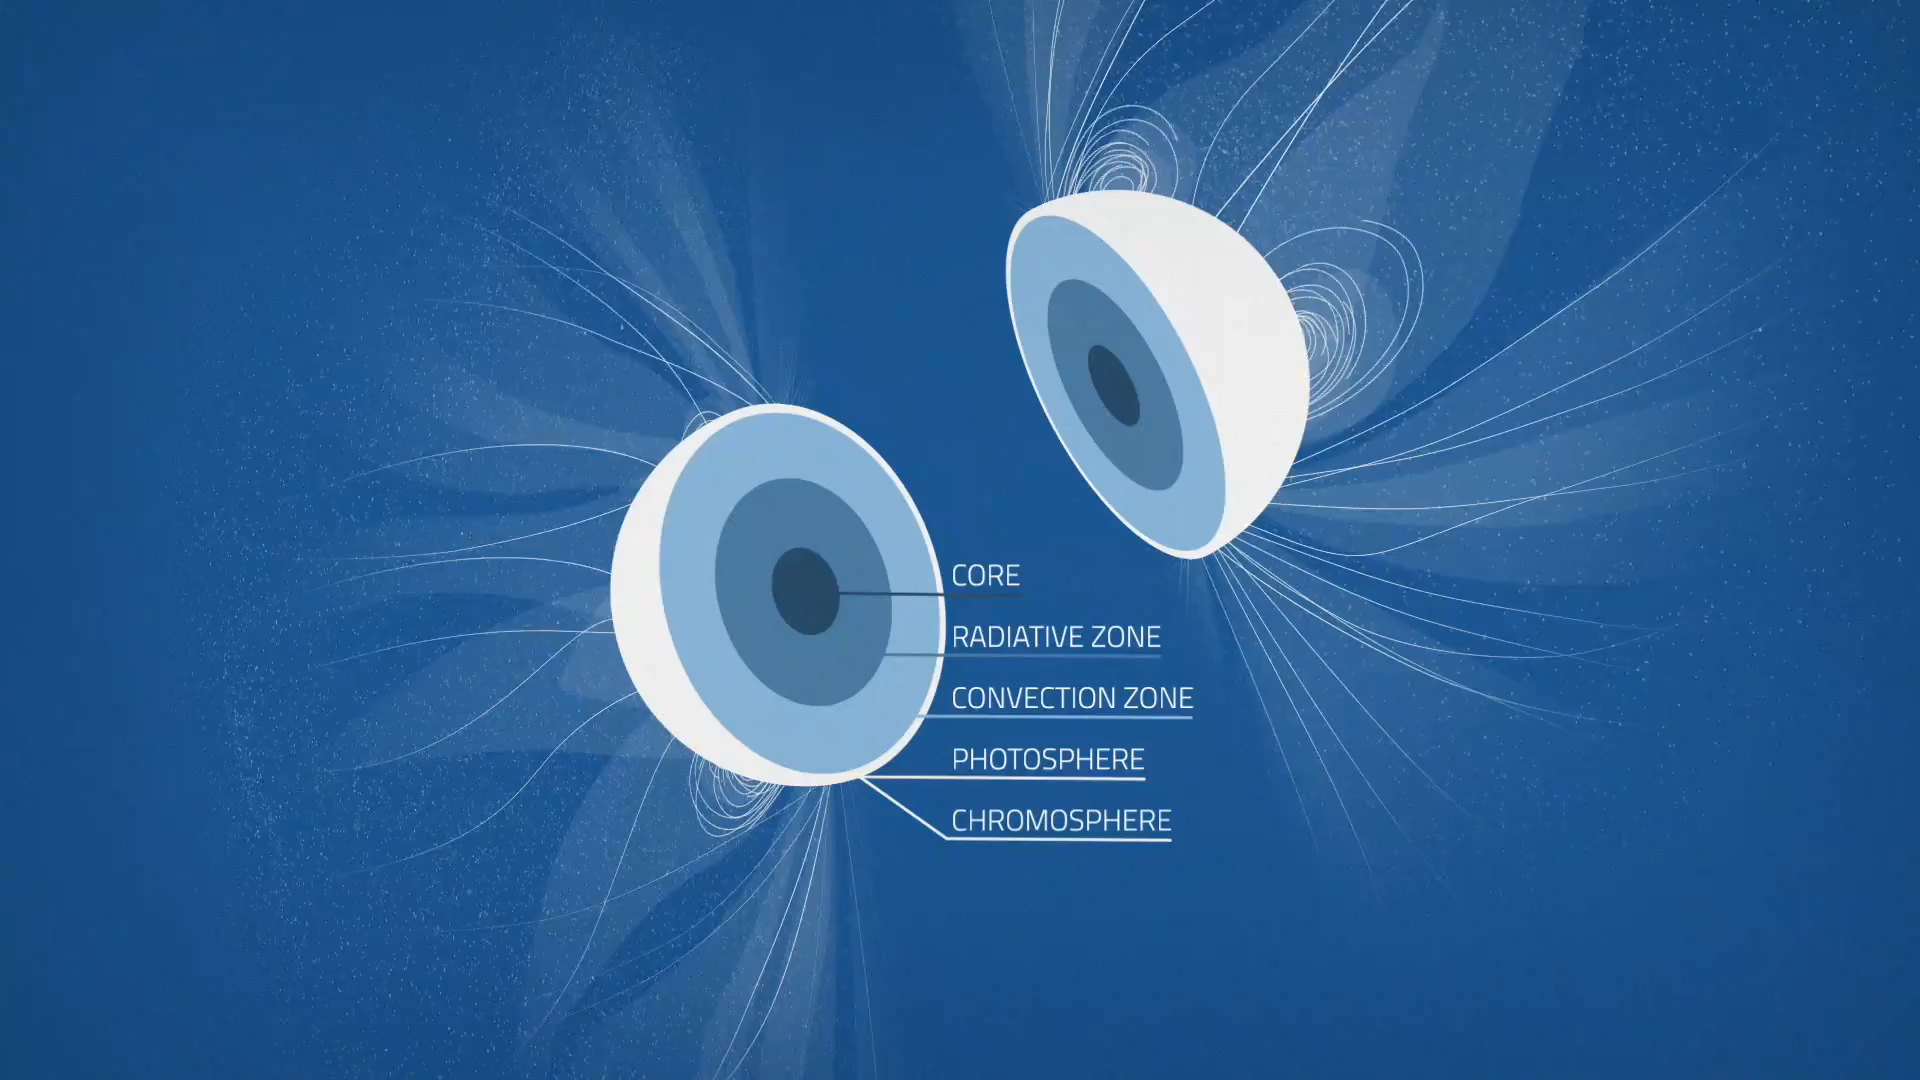 CORE
RADIATIVE ZONE
CONVECTION ZONE
PHOTOSPHERE
CHROMOSPHERE